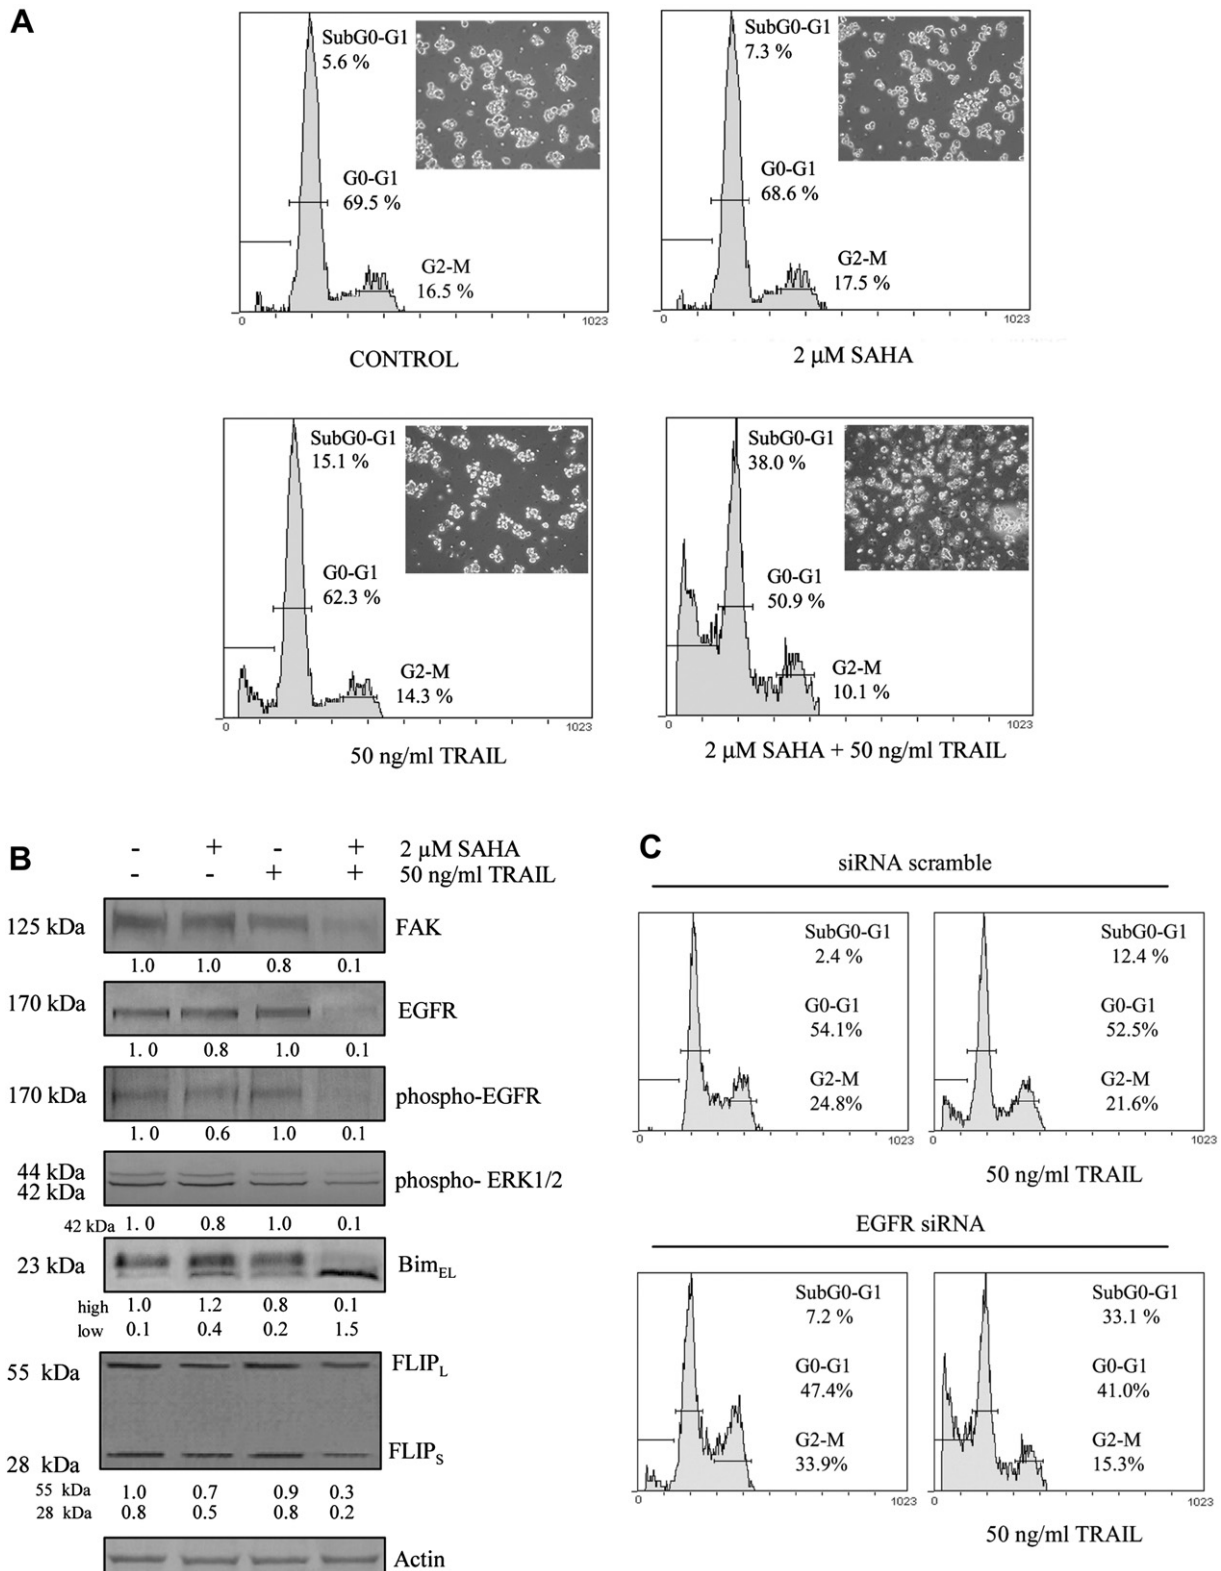 A
SubG0-G1
5.6 %
G0-G1
69.5 %
G2-M
16.5 %
0
1023
CONTROL
SubG0-G1
7.3 %
G0-G1
68.6 %
G2-M
17.5 %
0
1023
2 µM SAHA
SubG0-G1
15.1 %
G0-G1
62.3 %
G2-M
14.3 %
0
1023
50 ng/ml TRAIL
SubG0-G1
38.0 %
G0-G1
50.9 %
G2-M
10.1 %
0
1023
2 µM SAHA + 50 ng/ml TRAIL
B
- + - + 2 µM SAHA
- - + + 50 ng/ml TRAIL
125 kDa FAK
1.0 1.0 0.8 0.1
170 kDa EGFR
1. 0 0.8 1.0 0.1
170 kDa phospho-EGFR
1. 0 0.6 1.0 0.1
44 kDa
42 kDa phospho- ERK1/2
42 kDa 1. 0 0.8 1.0 0.1
23 kDa BimEL
high 1.0 1.2 0.8 0.1
low 0.1 0.4 0.2 1.5
55 kDa FLIPL
28 kDa FLIPS
55 kDa 1.0 0.7 0.9 0.3
28 kDa 0.8 0.5 0.8 0.2
Actin
C
siRNA scramble
SubG0-G1
2.4 %
G0-G1
54.1%
G2-M
24.8%
0
1023
SubG0-G1
12.4 %
G0-G1
52.5%
G2-M
21.6%
0
1023
50 ng/ml TRAIL
EGFR siRNA
SubG0-G1
7.2 %
G0-G1
47.4%
G2-M
33.9%
0
1023
SubG0-G1
33.1 %
G0-G1
41.0%
G2-M
15.3%
0
1023
50 ng/ml TRAIL